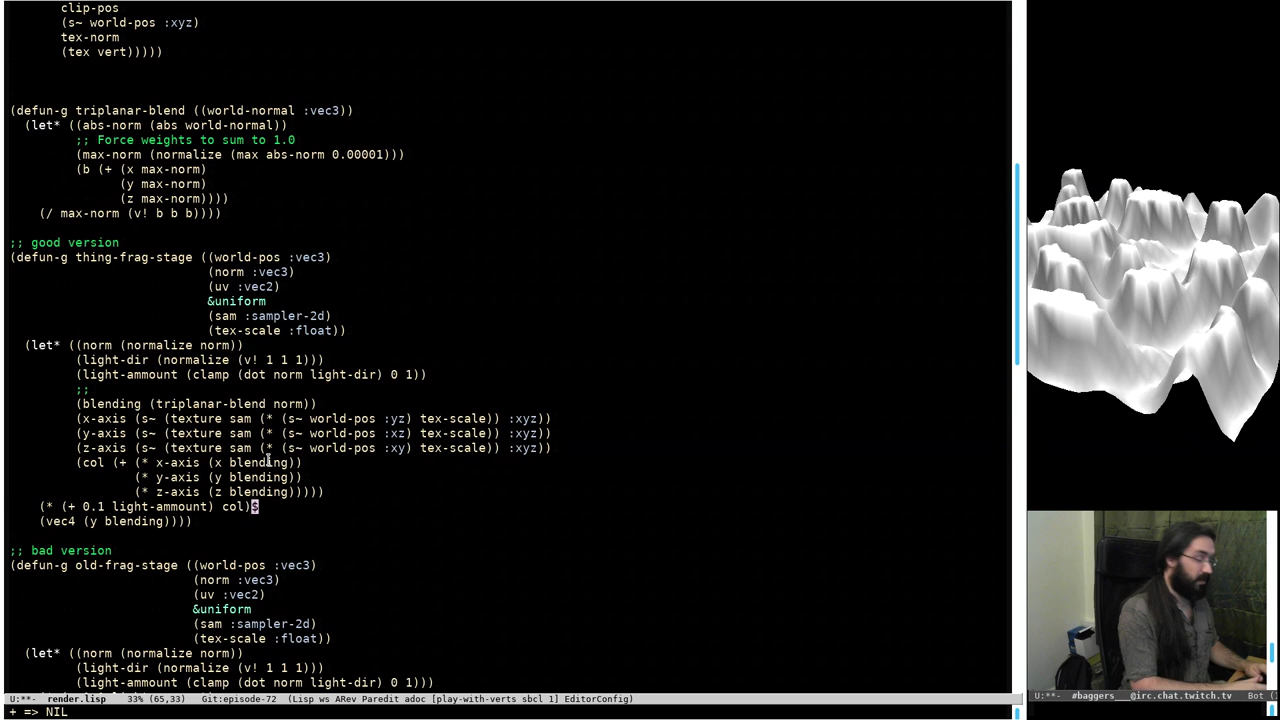 clip-pos
(s~ world-pos :xyz)
tex-norm
(tex vert)))))
(defun-g triplanar-blend ((world-normal :vec3))
(let* ((abs-norm (abs world-normal))
;; Force weights to sum to 1.0
(max-norm (normalize (max abs-norm 0.00001)))
(b (+ (x max-norm)
(y max-norm)
(z max-norm))))
(/ max-norm (v! b b b))))
;; good version
(defun-g thing-frag-stage ((world-pos :vec3)
(norm :vec3)
(uv :vec2)
&uniform
(sam :sampler-2d)
(tex-scale :float))
(let* ((norm (normalize norm))
(light-dir (normalize (v! 1 1 1)))
(light-ammount (clamp (dot norm light-dir) 0 1))
;;
(blending (triplanar-blend norm))
(x-axis (s~ (texture sam (* (s~ world-pos :yz) tex-scale)) :xyz))
(y-axis (s~ (texture sam (* (s~ world-pos :xz) tex-scale)) :xyz))
(z-axis (s~ (texture sam (* (s~ world-pos :xy) tex-scale)) :xyz))
(col (+ (* x-axis (x blending))
(* y-axis (y blending))
(* z-axis (z blending)))))
(* (+ 0.1 light-ammount) col)$
(vec4 (y blending))))
;; bad version
(defun-g old-frag-stage ((world-pos :vec3)
(norm :vec3)
(uv :vec2)
&uniform
(sam :sampler-2d)
(tex-scale :float))
(let* ((norm (normalize norm))
(light-dir (normalize (v! 1 1 1)))
(light-ammount (clamp (dot norm light-dir) 0 1))
U:**- render.lisp 33% (65,33) Git:episode-72 (Lisp ws ARev Paredit adoc [play-with-verts sbcl 1] EditorConfig)
U:**- #baggers___@irc.chat.twitch.tv Bot (
+ => NIL